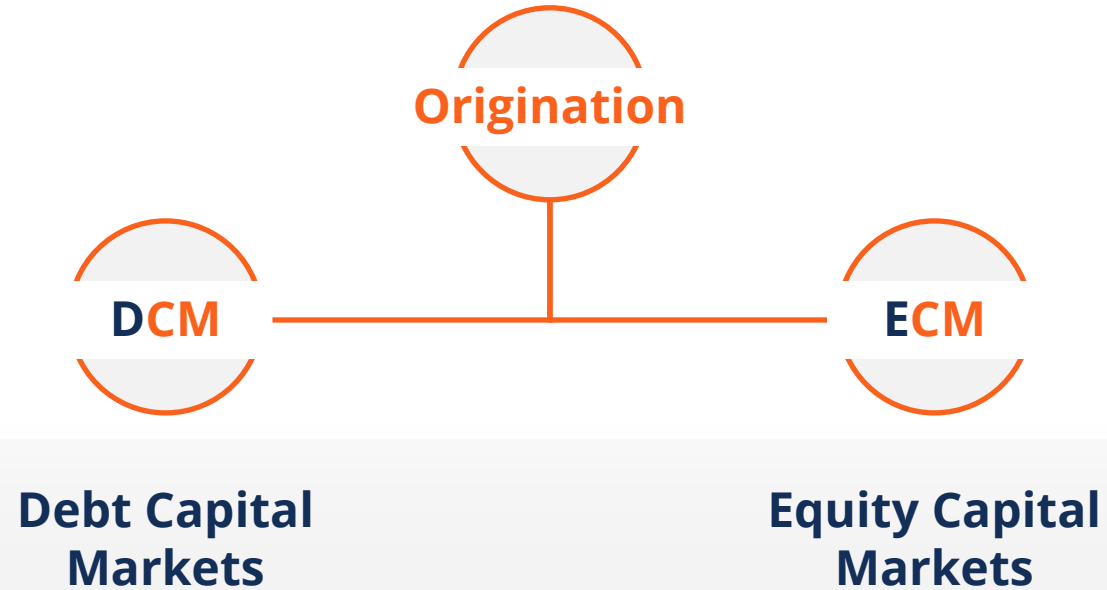 Origination
DCM
ECM
Debt Capital
Markets
Equity Capital
Markets